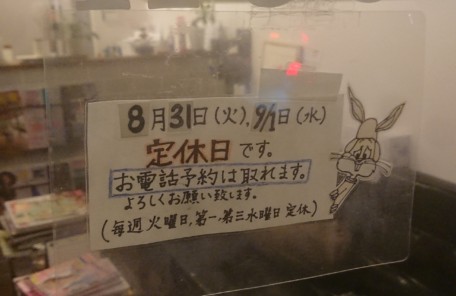 8月31日(火),9/1日(水)
定休日です。
お電話予約は取れます。
よろしくお願い致します。
(毎週火曜日,第一,第三水曜日定休)